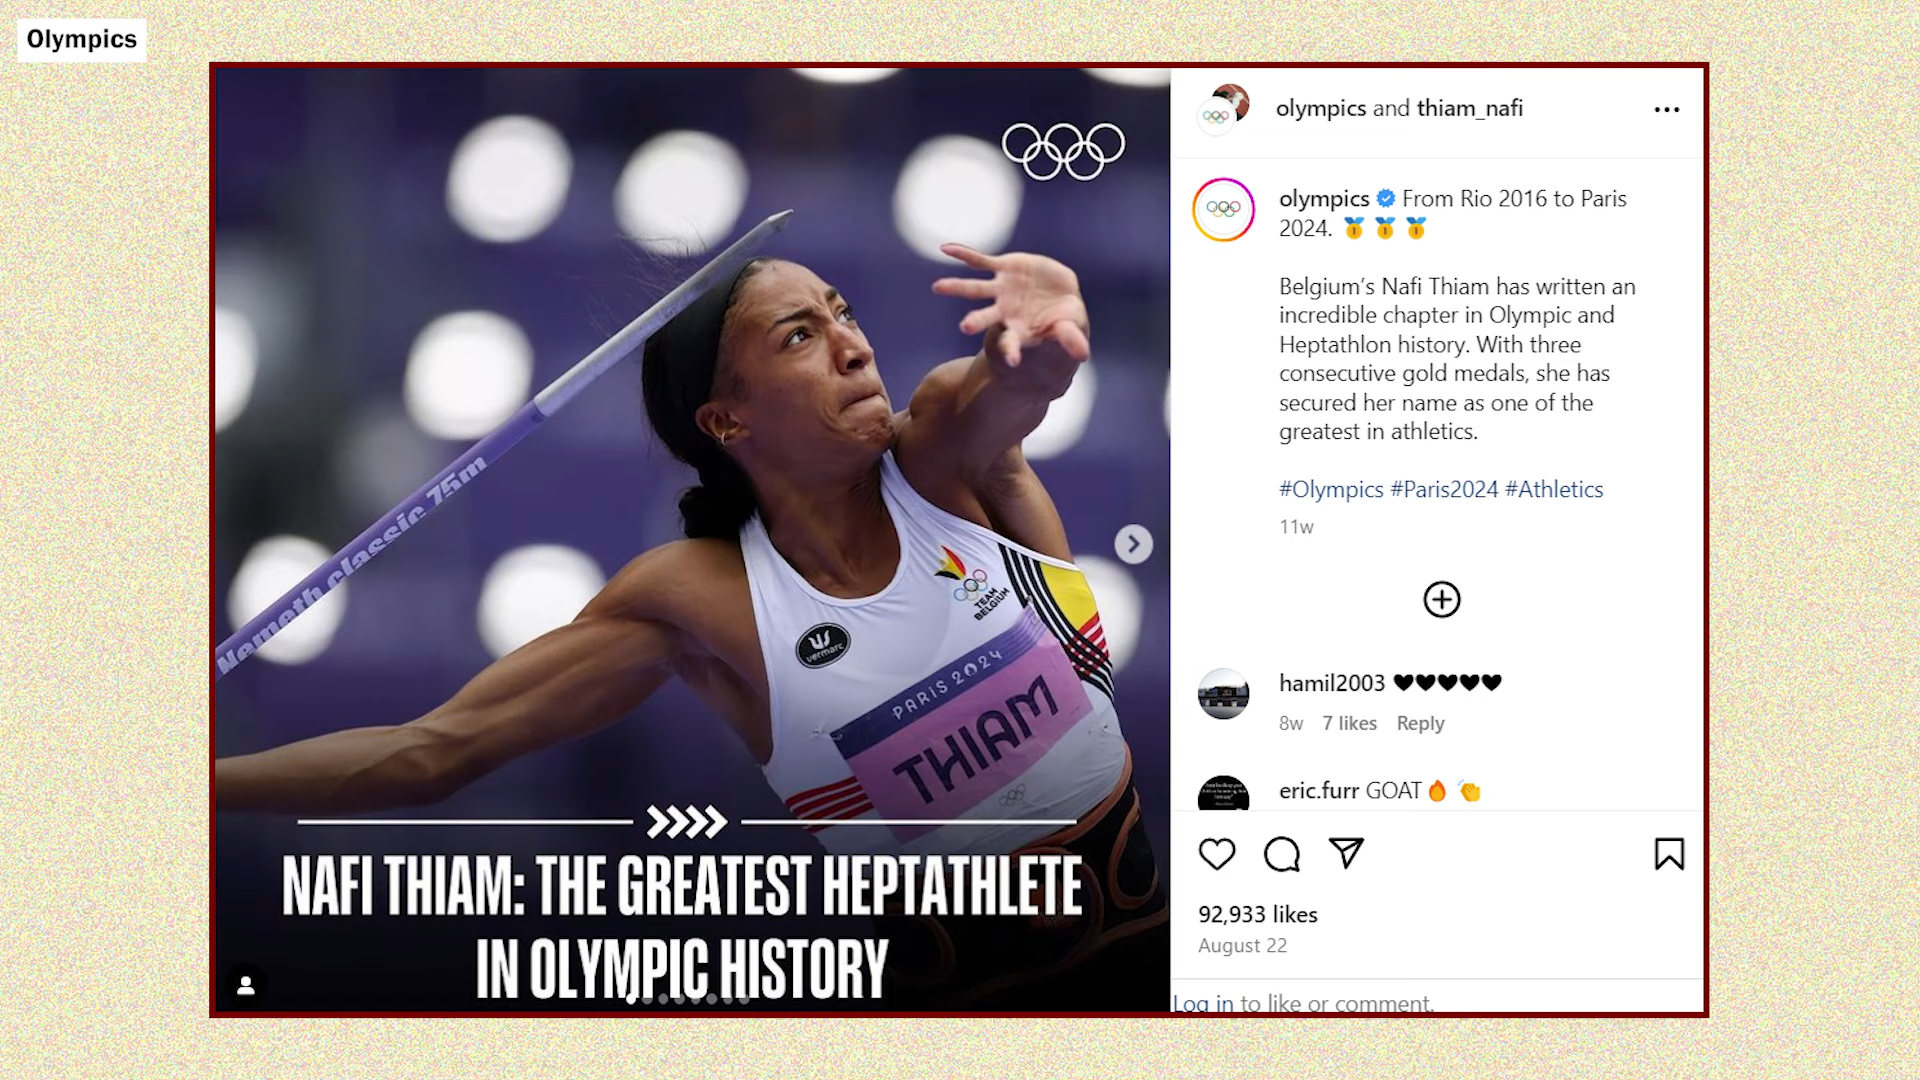 Olympics
Nemeth classic 75m
TEAM
BELGIUM
vermarc
PARIS 2024
THIAM
NAFI THIAM: THE GREATEST HEPTATHLETE
IN OLYMPIC HISTORY
olympics and thiam_nafi
olympics From Rio 2016 to Paris
2024. 🥇🥇🥇
Belgium's Nafi Thiam has written an
incredible chapter in Olympic and
Heptathlon history. With three
consecutive gold medals, she has
secured her name as one of the
greatest in athletics.
#Olympics #Paris2024 #Athletics
11w
hamil2003 🖤🖤🖤🖤🖤
8w 7 likes Reply
eric.furr GOAT🔥 👏
92,933 likes
August 22
Log in to like or comment.